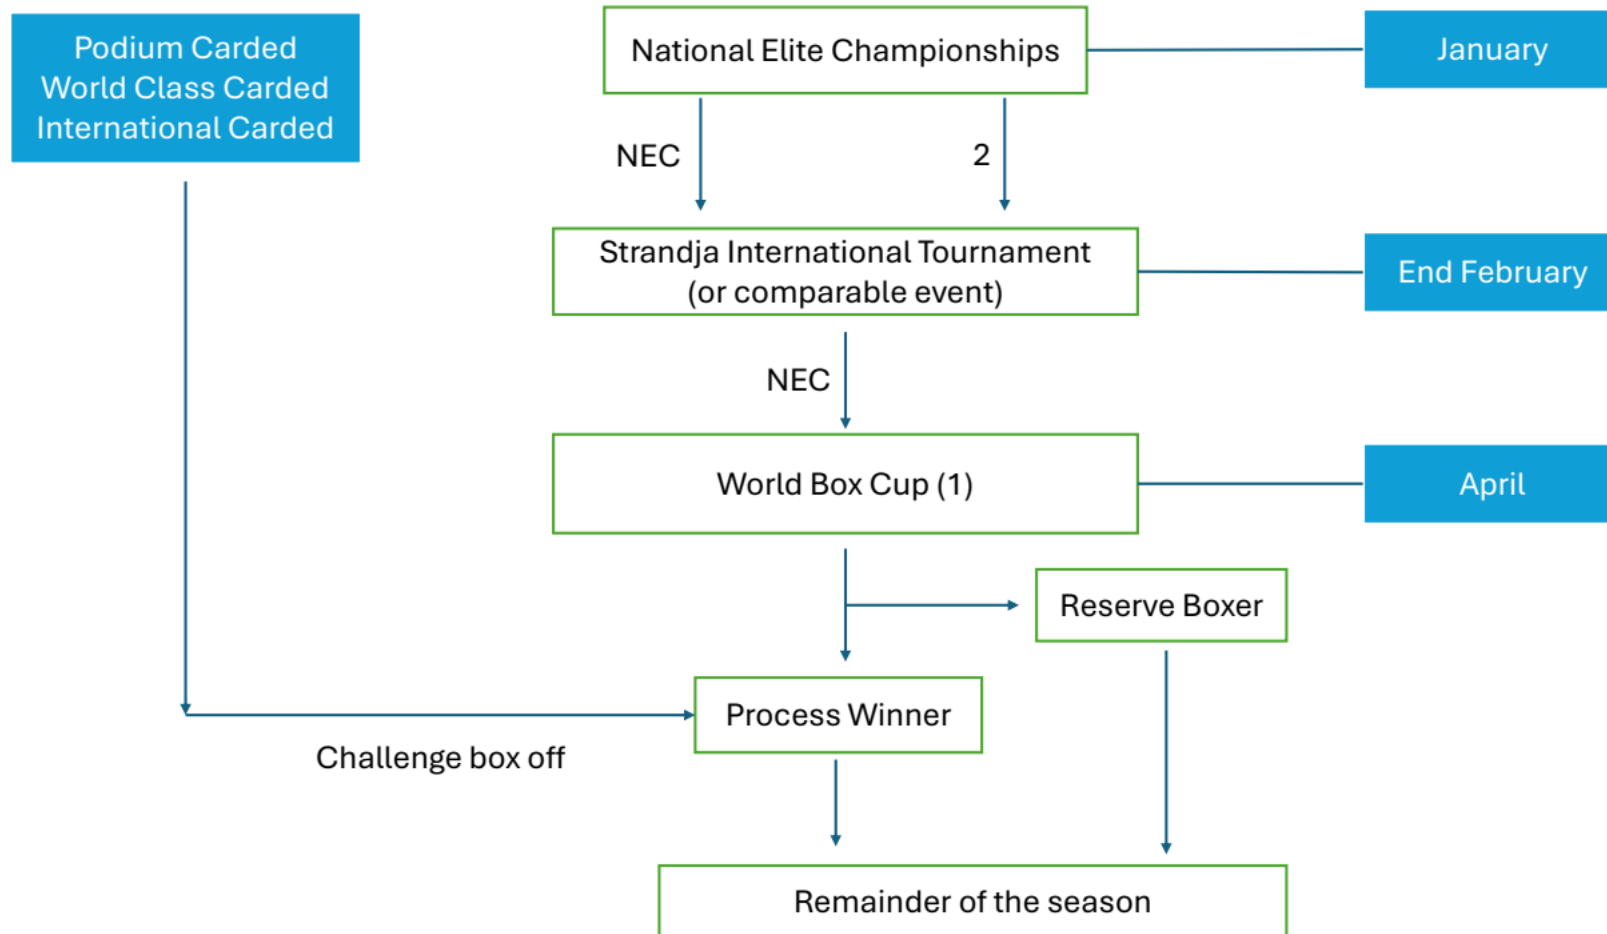 Podium Carded
World Class Carded
International Carded
National Elite Championships
January
NEC
2
Strandja International Tournament
(or comparable event)
End February
NEC
World Box Cup (1)
April
Reserve Boxer
Process Winner
Challenge box off
Remainder of the season